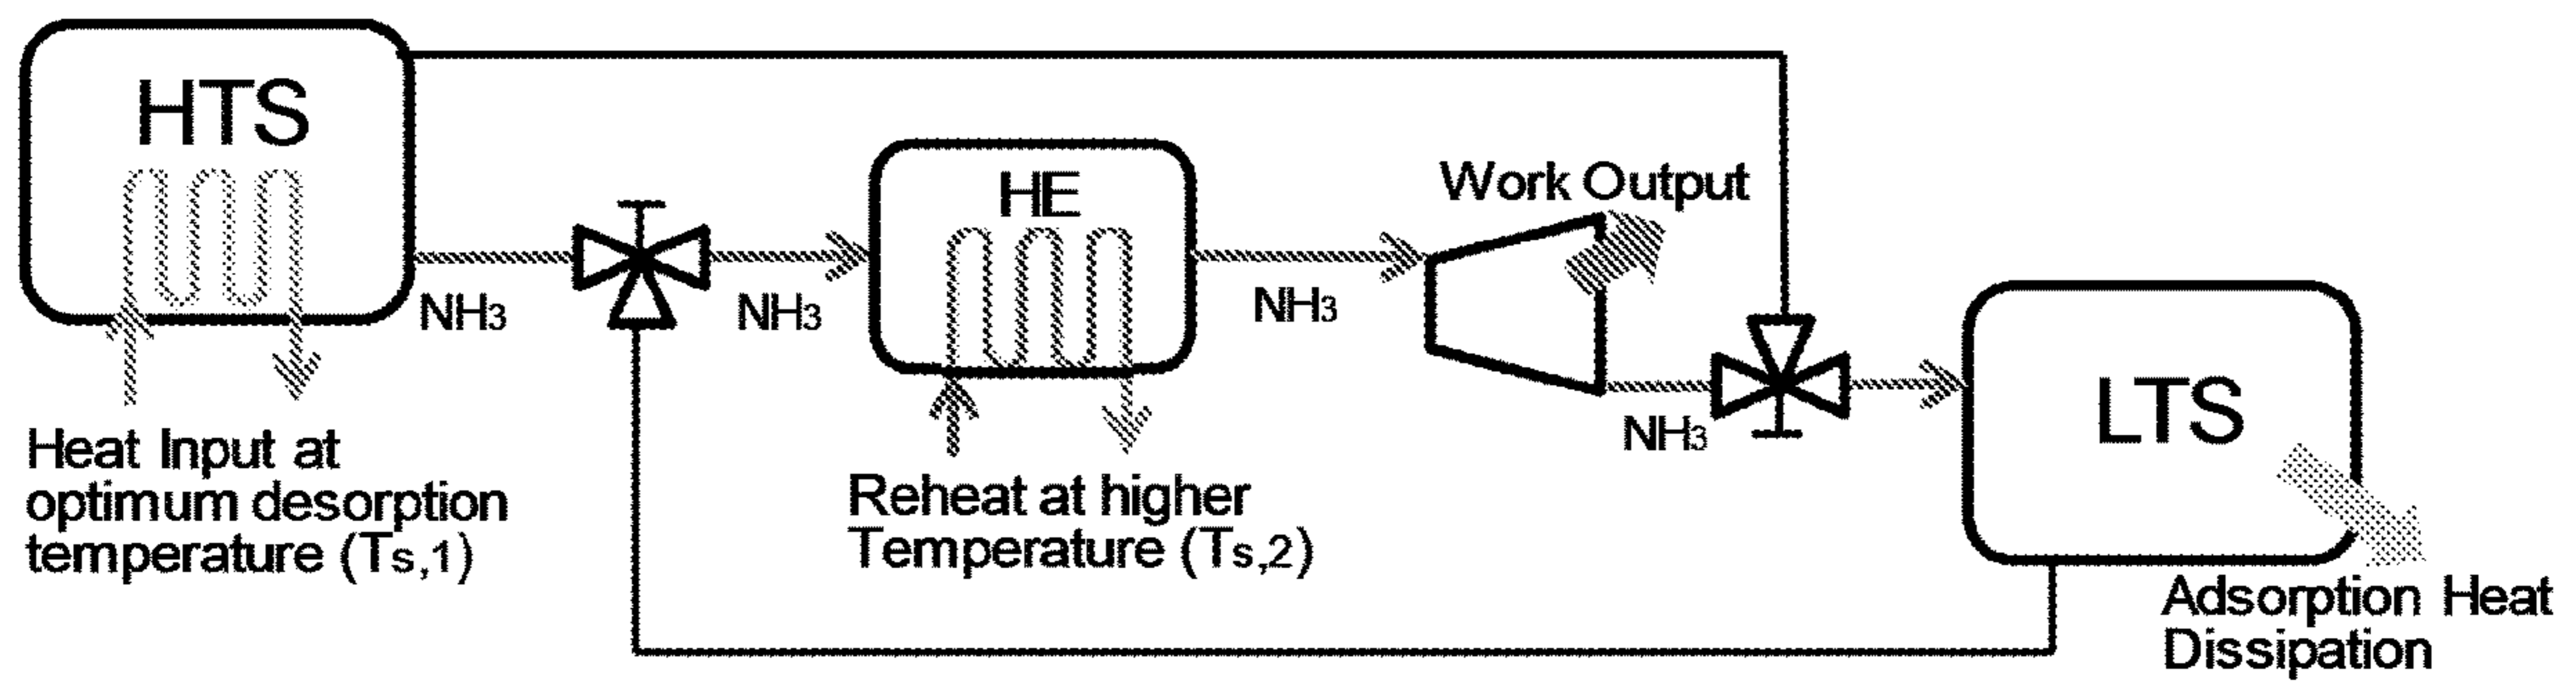 HTS
HE
Work Output
NH3
NH3
NH3
NH3
LTS
Heat Input at
optimum desorption
temperature (Ts,1)
Reheat at higher
Temperature (Ts,2)
Adsorption Heat
Dissipation